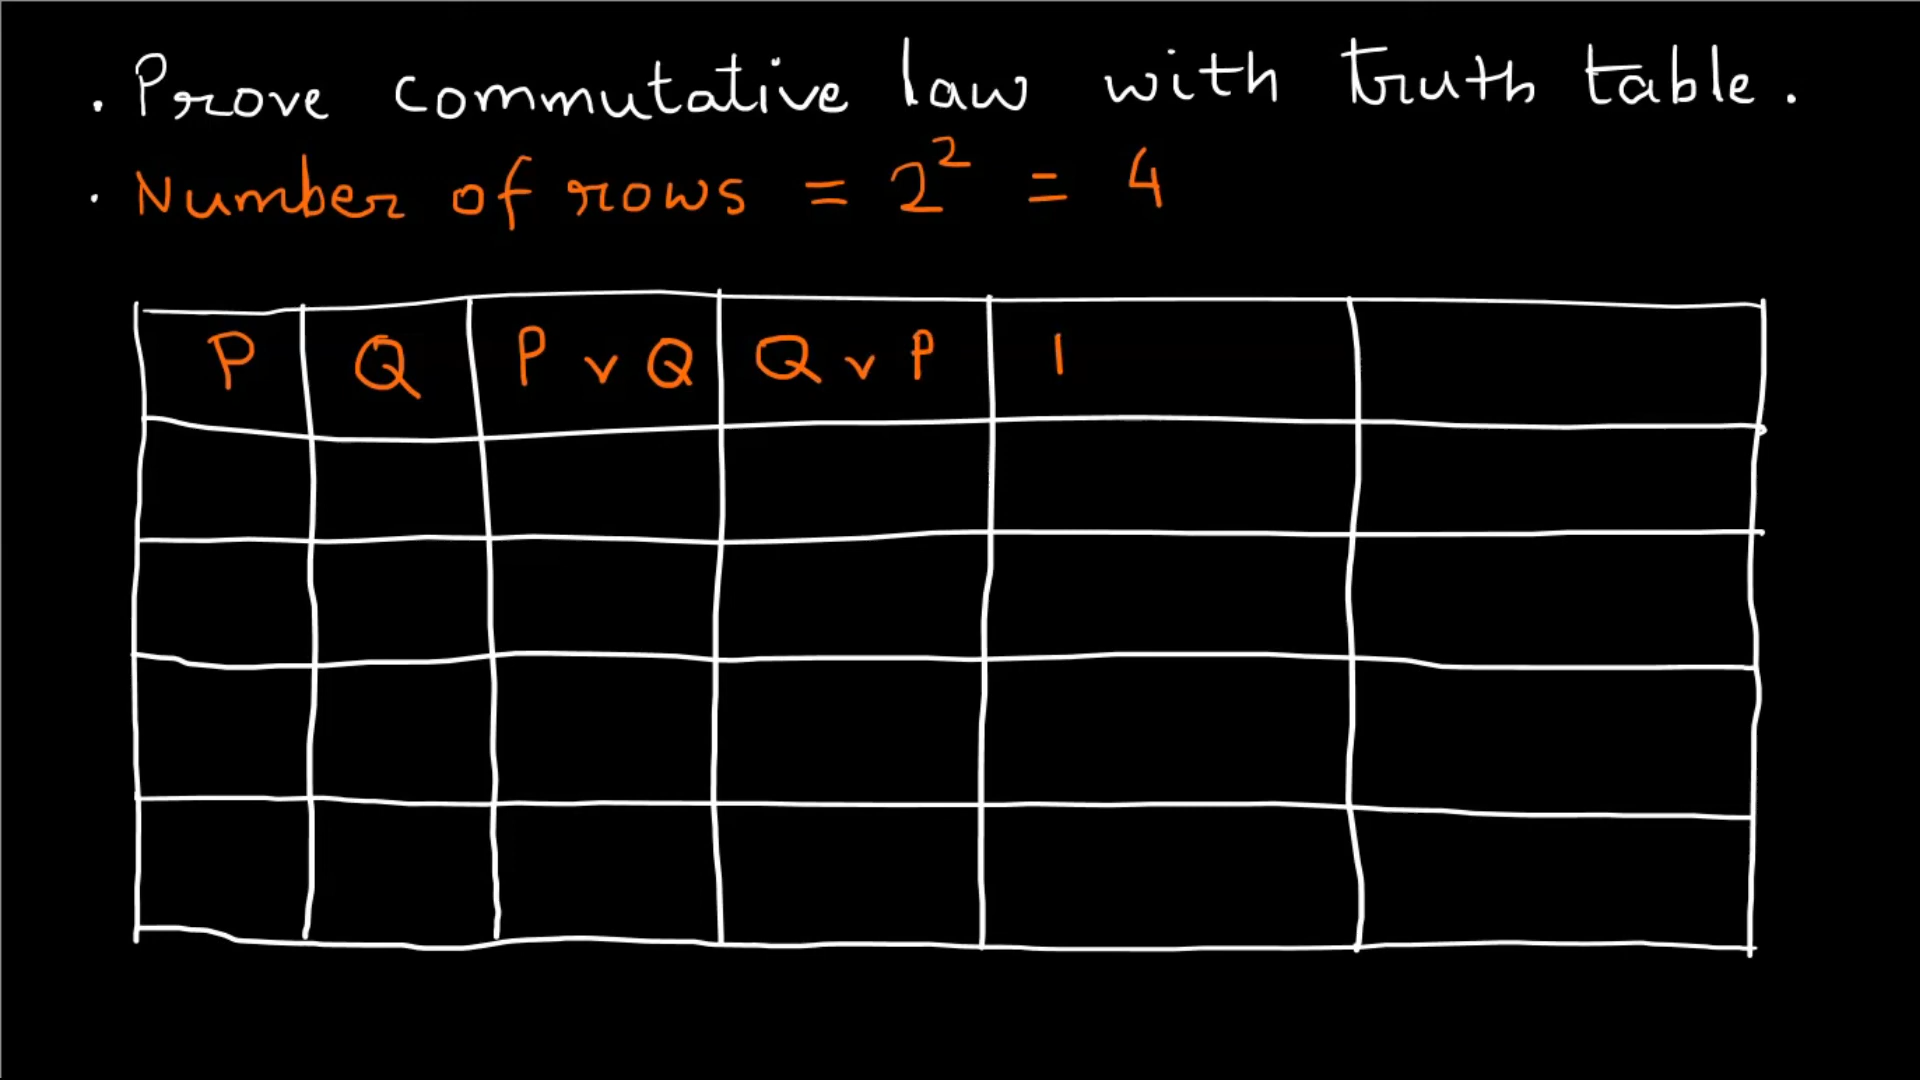 . Prove commutative law with truth table.
. Number of rows = 2² = 4
P Q P v Q Q v P